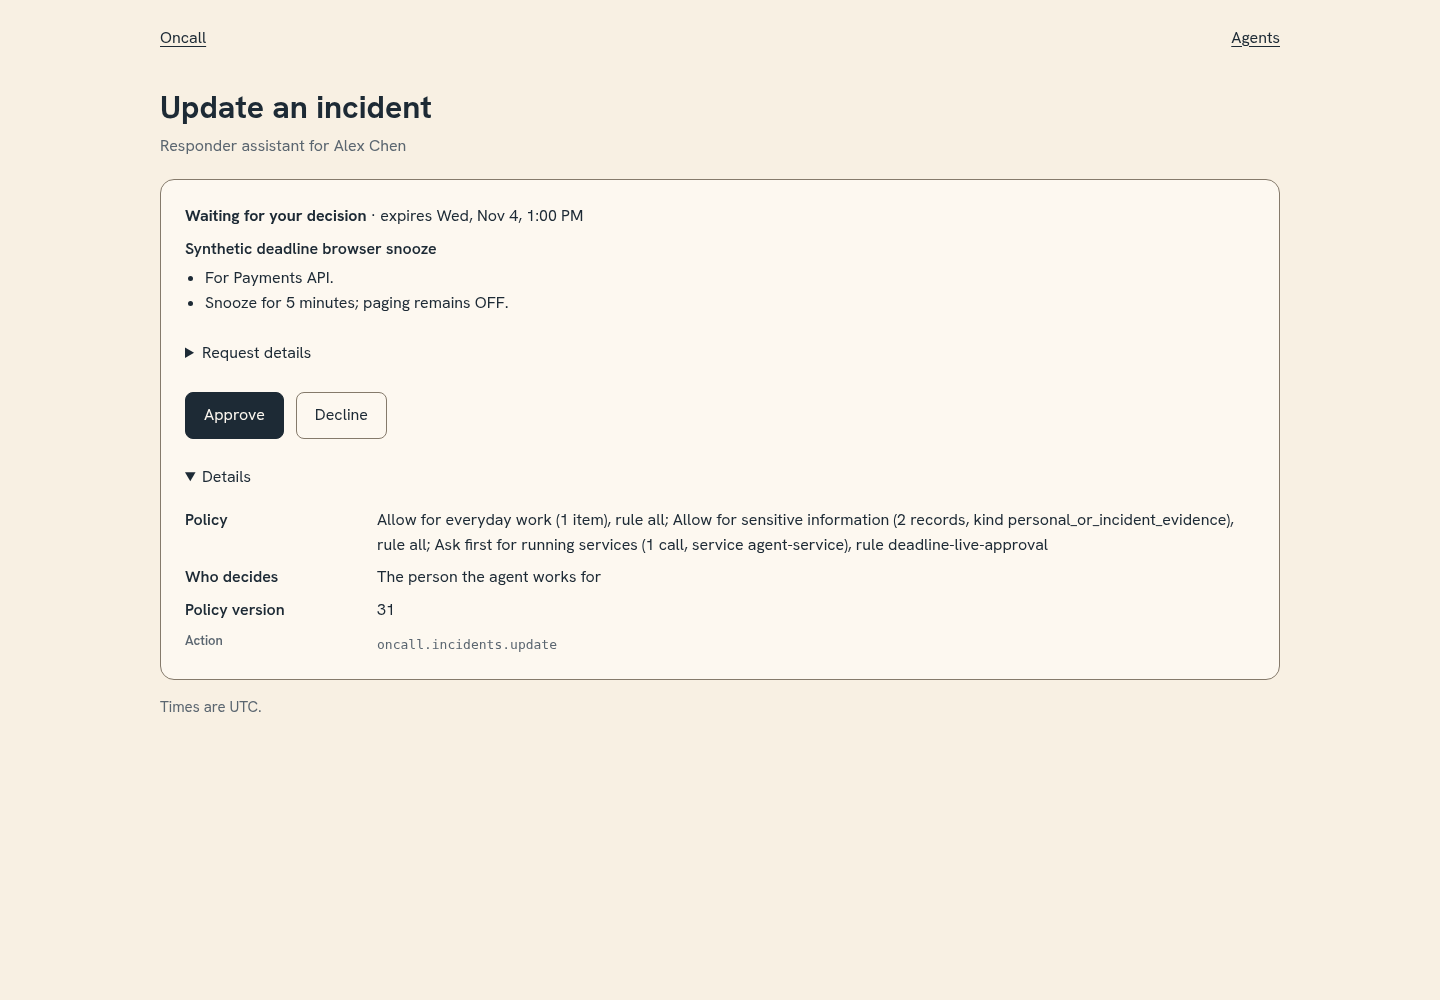 Oncall
Agents
Update an incident
Responder assistant for Alex Chen
Waiting for your decision · expires Wed, Nov 4, 1:00 PM
Synthetic deadline browser snooze
For Payments API.
Snooze for 5 minutes; paging remains OFF.
Request details
Approve
Decline
Details
Policy
Allow for everyday work (1 item), rule all; Allow for sensitive information (2 records, kind personal_or_incident_evidence),
rule all; Ask first for running services (1 call, service agent-service), rule deadline-live-approval
Who decides
The person the agent works for
Policy version
31
Action
oncall.incidents.update
Times are UTC.